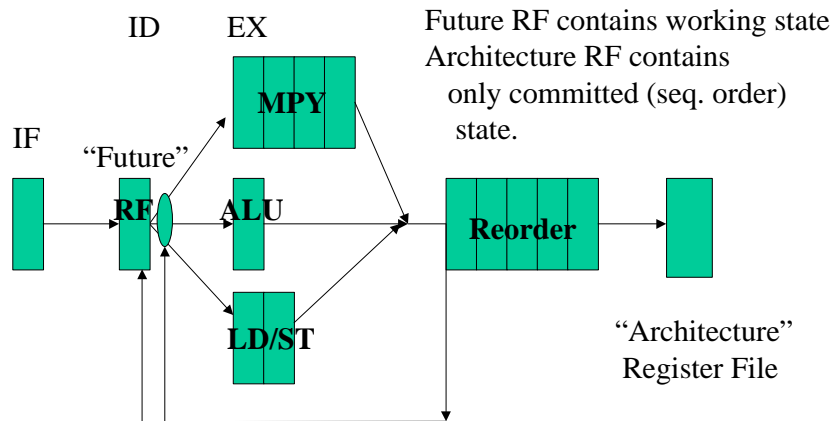 ID
EX
Future RF contains working state
Architecture RF contains
only committed (seq. order)
state.
MPY
IF
“Future”
RF
ALU
Reorder
LD/ST
“Architecture”
Register File